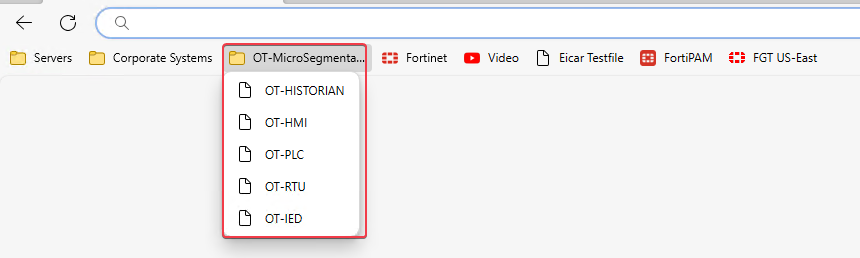 Servers Corporate Systems OT-MicroSegmenta... Fortinet Video Eicar Testfile FortiPAM FGT US-East
OT-HISTORIAN
OT-HMI
OT-PLC
OT-RTU
OT-IED